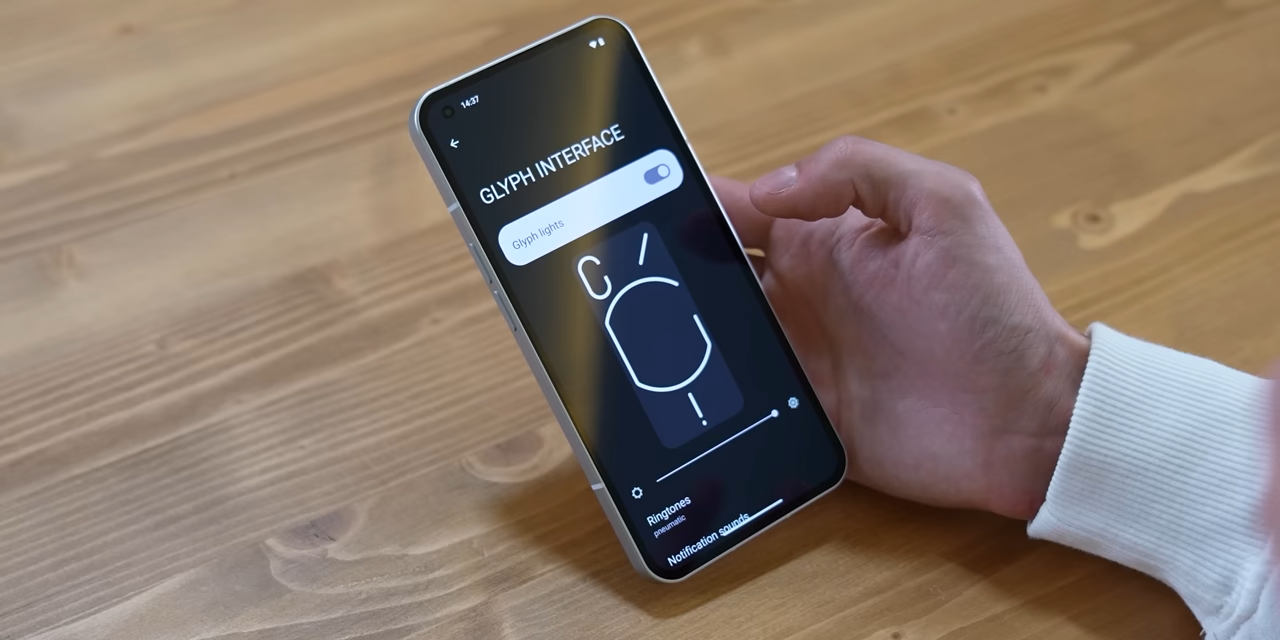 14:37
GLYPH INTERFACE
Glyph lights
Ringtones
pneumatic
Notification sounds